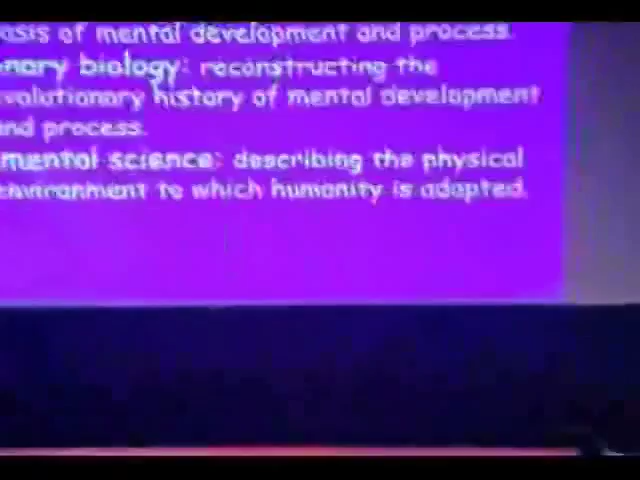 asis of mental development and process.
nary biology: reconstructing the
volutionary history of mental development
and process.
mental science: describing the physical
environment to which humanity is adapted.